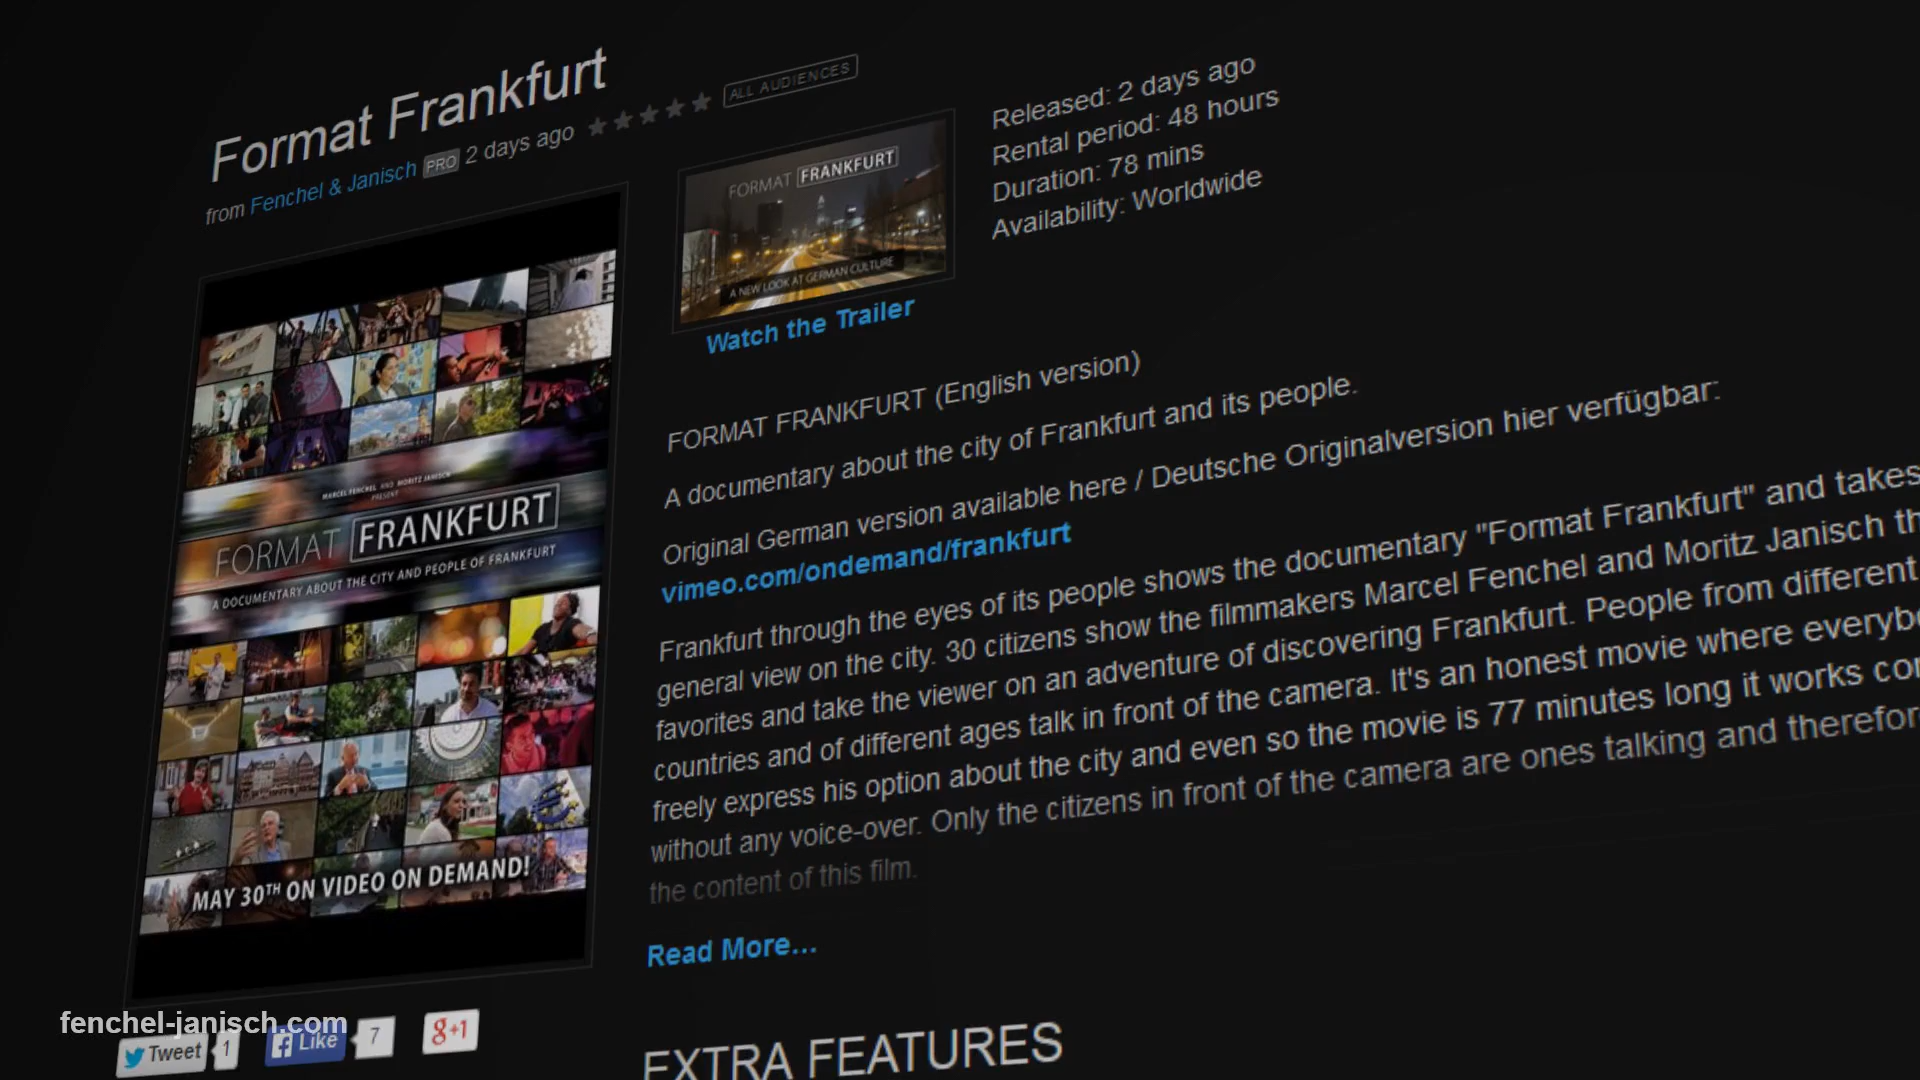 Format Frankfurt
from Fenchel & Janisch PRO 2 days ago
ALL AUDIENCES
FORMAT FRANKFURT
A NEW LOOK AT GERMAN CULTURE
Watch the Trailer
Released: 2 days ago
Rental period: 48 hours
Duration: 78 mins
Availability: Worldwide
MARCEL FENCHEL AND MORITZ JANISCH
PRESENT
FORMAT FRANKFURT
A DOCUMENTARY ABOUT THE CITY AND PEOPLE OF FRANKFURT
MAY 30TH ON VIDEO ON DEMAND!
FORMAT FRANKFURT (English version)
A documentary about the city of Frankfurt and its people.
Original German version available here / Deutsche Originalversion hier verfügbar:
vimeo.com/ondemand/frankfurt
Frankfurt through the eyes of its people shows the documentary "Format Frankfurt" and takes
general view on the city. 30 citizens show the filmmakers Marcel Fenchel and Moritz Janisch th
favorites and take the viewer on an adventure of discovering Frankfurt. People from different
countries and of different ages talk in front of the camera. It's an honest movie where everybo
freely express his option about the city and even so the movie is 77 minutes long it works co
without any voice-over. Only the citizens in front of the camera are ones talking and therefor
the content of this film.
Read More...
EXTRA FEATURES
fenchel-janisch.com
Tweet 1
Like 7
g+1